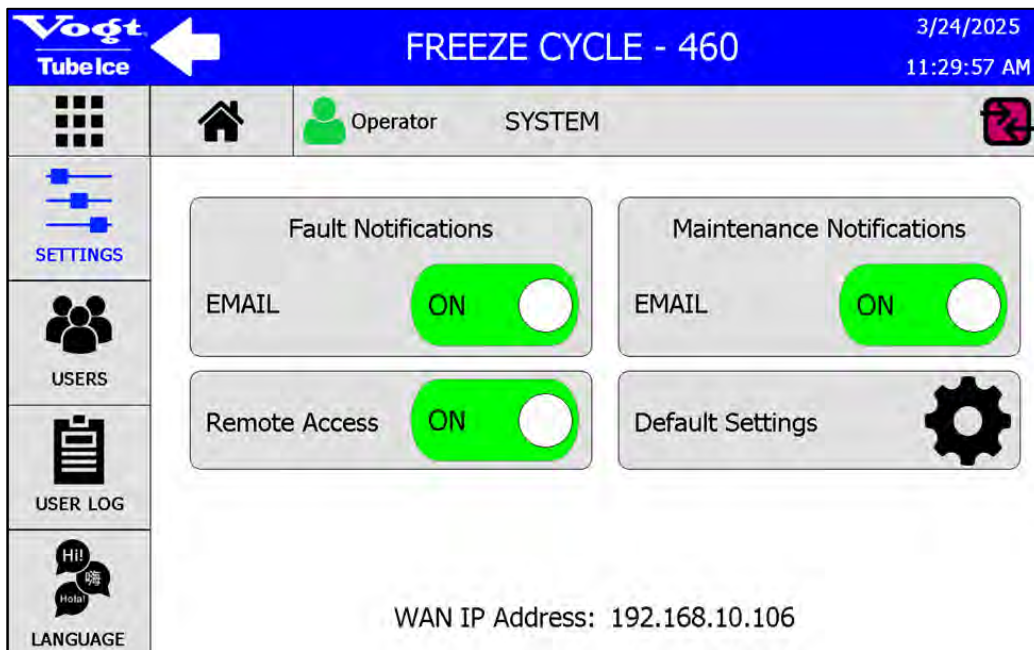 Vogt
Tube Ice
FREEZE CYCLE - 460
3/24/2025
11:29:57 AM
Operator
SYSTEM
SETTINGS
USERS
USER LOG
Hi!
嗨
Hola!
LANGUAGE
Fault Notifications
EMAIL
ON
Maintenance Notifications
EMAIL
ON
Remote Access
ON
Default Settings
WAN IP Address: 192.168.10.106